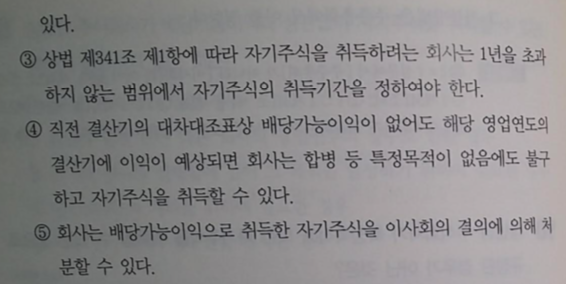 있다.
③ 상법 제341조 제1항에 따라 자기주식을 취득하려는 회사는 1년을 초과
하지 않는 범위에서 자기주식의 취득기간을 정하여야 한다.
④ 직전 결산기의 대차대조표상 배당가능이익이 없어도 해당 영업연도의
결산기에 이익이 예상되면 회사는 합병 등 특정목적이 없음에도 불구
하고 자기주식을 취득할 수 있다.
⑤ 회사는 배당가능이익으로 취득한 자기주식을 이사회의 결의에 의해 처
분할 수 있다.